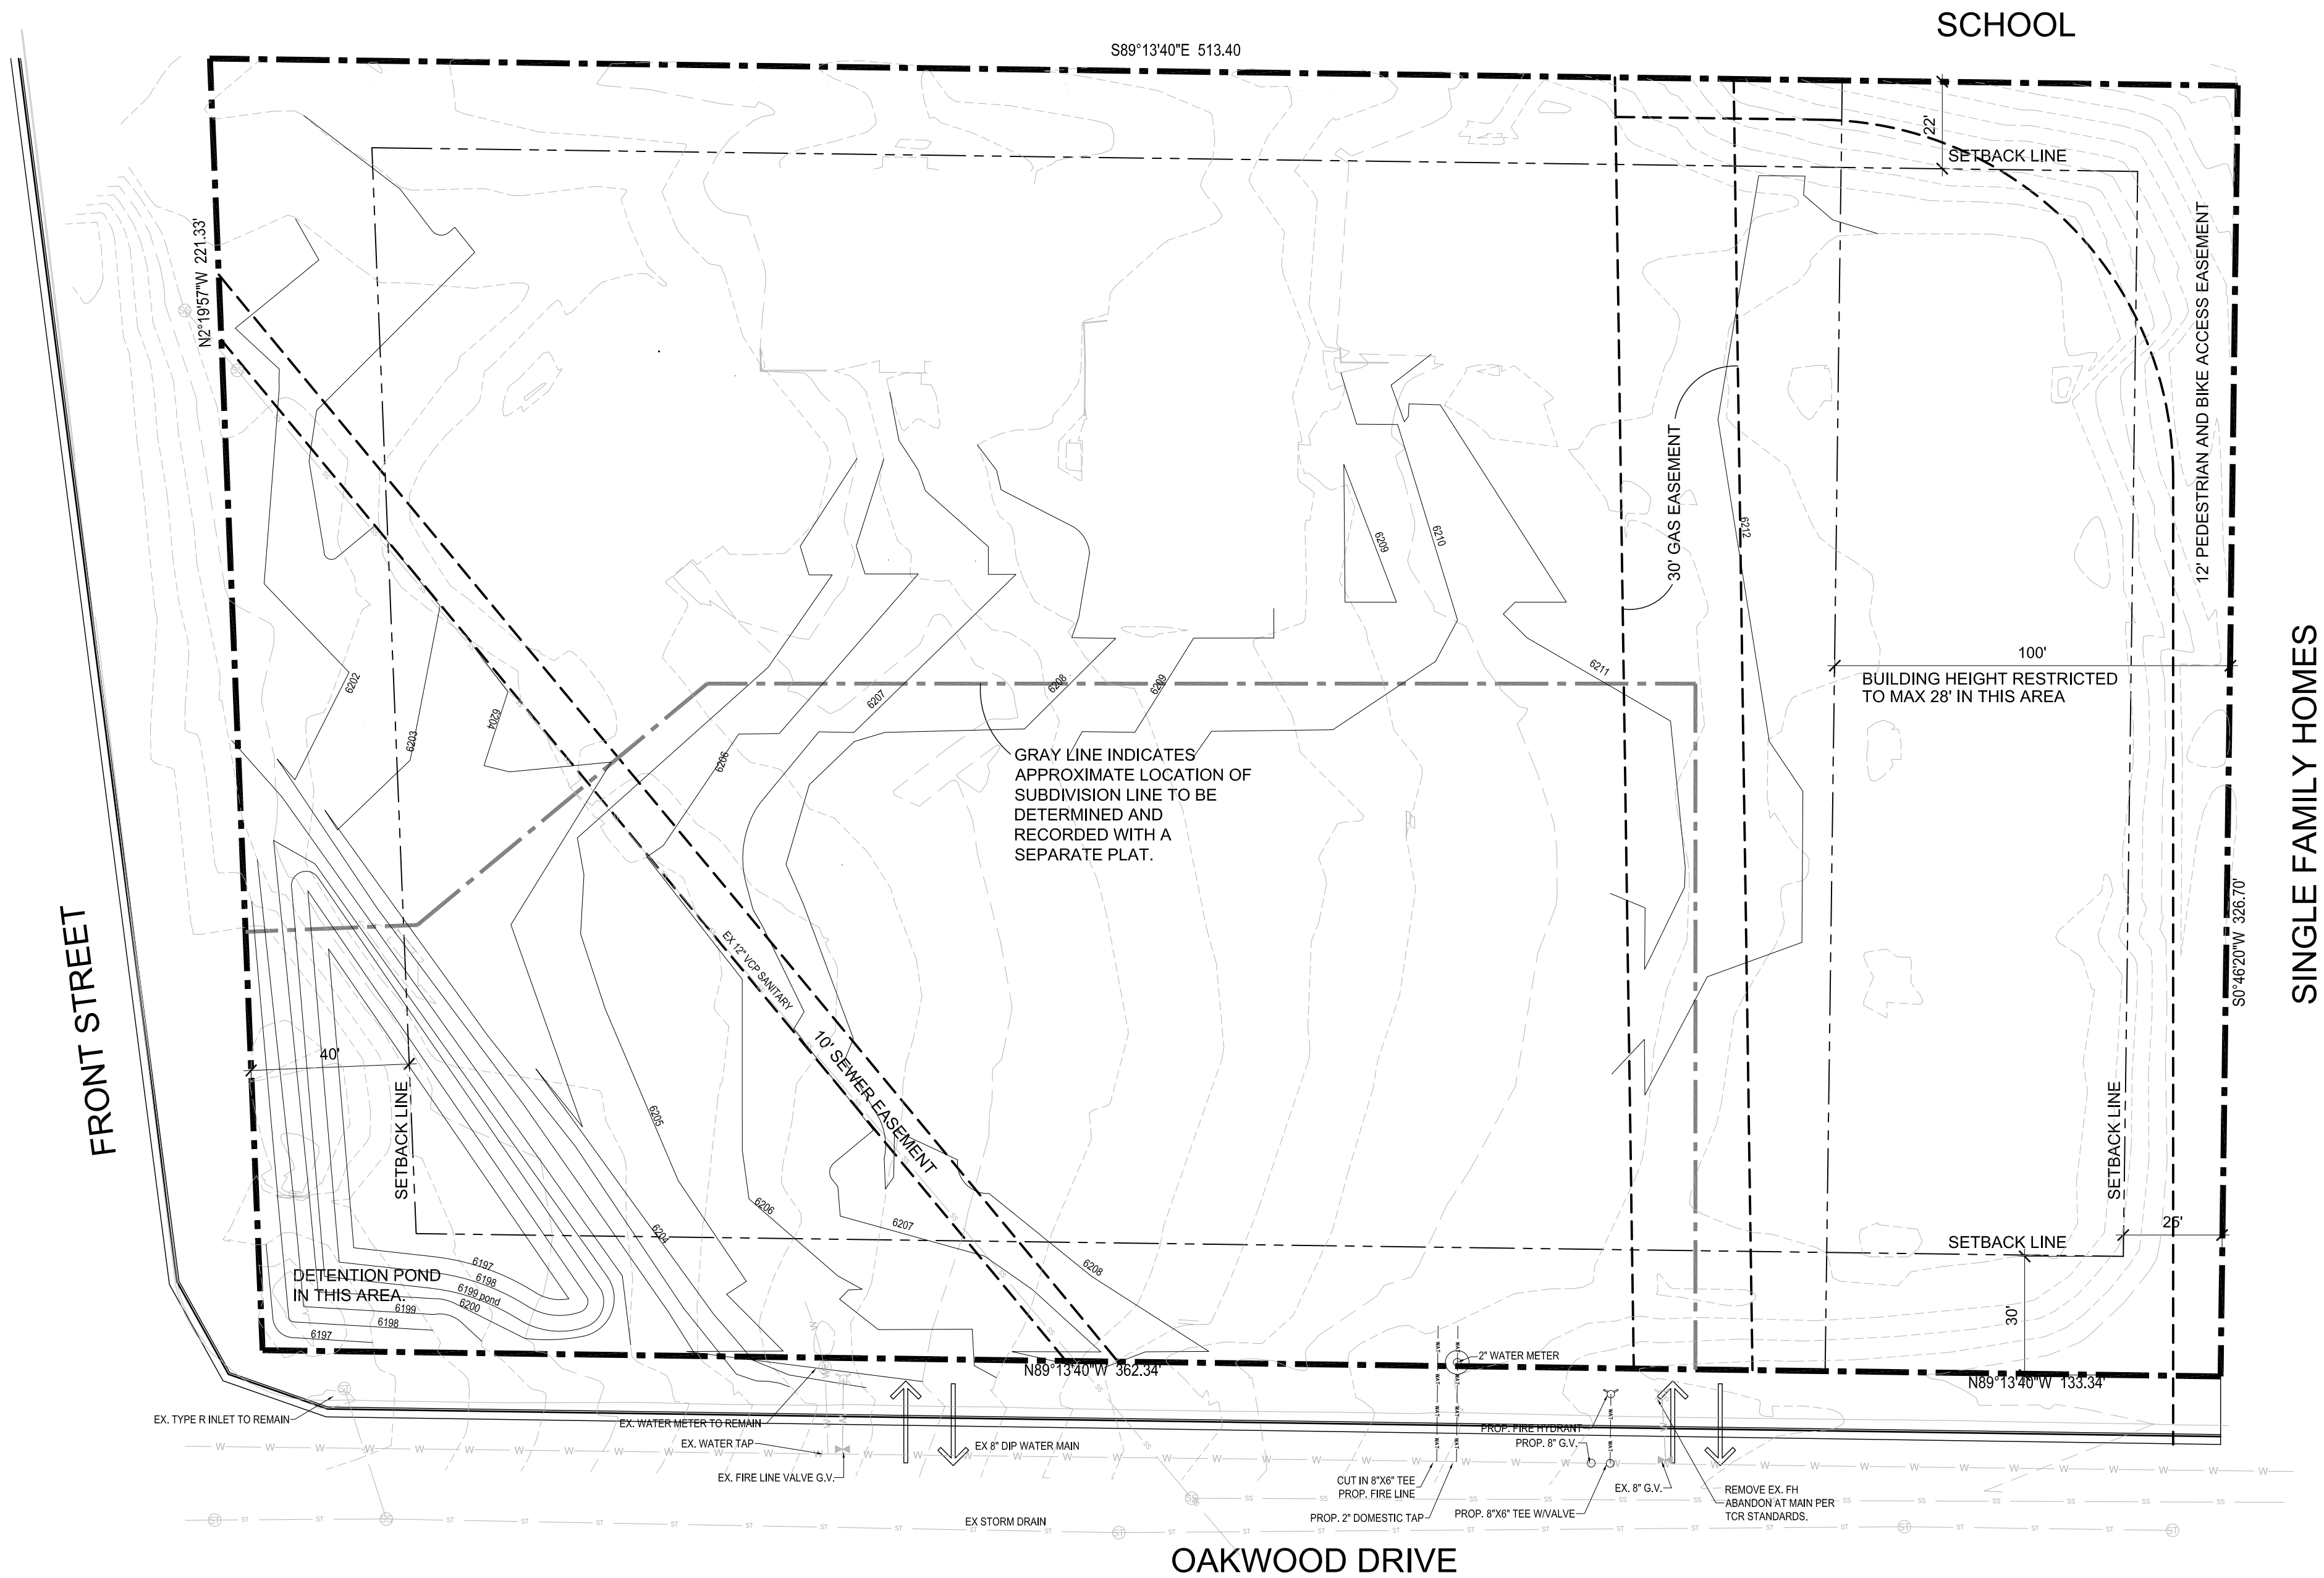 SCHOOL
S89°13'40"E 513.40
22'
SETBACK LINE
N2°19'57"W 221.33'
12' PEDESTRIAN AND BIKE ACCESS EASEMENT
30' GAS EASEMENT
6212
6209
6210
6211
100'
BUILDING HEIGHT RESTRICTED
TO MAX 28' IN THIS AREA
SINGLE FAMILY HOMES
S0°46'20"W 326.70'
6202
6203
6204
6206
6207
6208
6209
GRAY LINE INDICATES
APPROXIMATE LOCATION OF
SUBDIVISION LINE TO BE
DETERMINED AND
RECORDED WITH A
SEPARATE PLAT.
FRONT STREET
EX 12" VCP SANITARY
10' SEWER EASEMENT
40'
SETBACK LINE
6205
6206
6204
6207
6208
SETBACK LINE
25'
SETBACK LINE
30'
DETENTION POND
IN THIS AREA.
6197
6198
6199 pond
6200
6199
6198
6197
N89°13'40"W 362.34'
2" WATER METER
N89°13'40"W 133.34'
EX. TYPE R INLET TO REMAIN
EX. WATER METER TO REMAIN
EX. WATER TAP
EX. FIRE LINE VALVE G.V.
EX 8" DIP WATER MAIN
PROP. FIRE HYDRANT
PROP. 8" G.V.
CUT IN 8"X6" TEE
PROP. FIRE LINE
EX. 8" G.V.
REMOVE EX. FH
ABANDON AT MAIN PER
TCR STANDARDS.
PROP. 2" DOMESTIC TAP
PROP. 8"X6" TEE W/VALVE
EX STORM DRAIN
OAKWOOD DRIVE